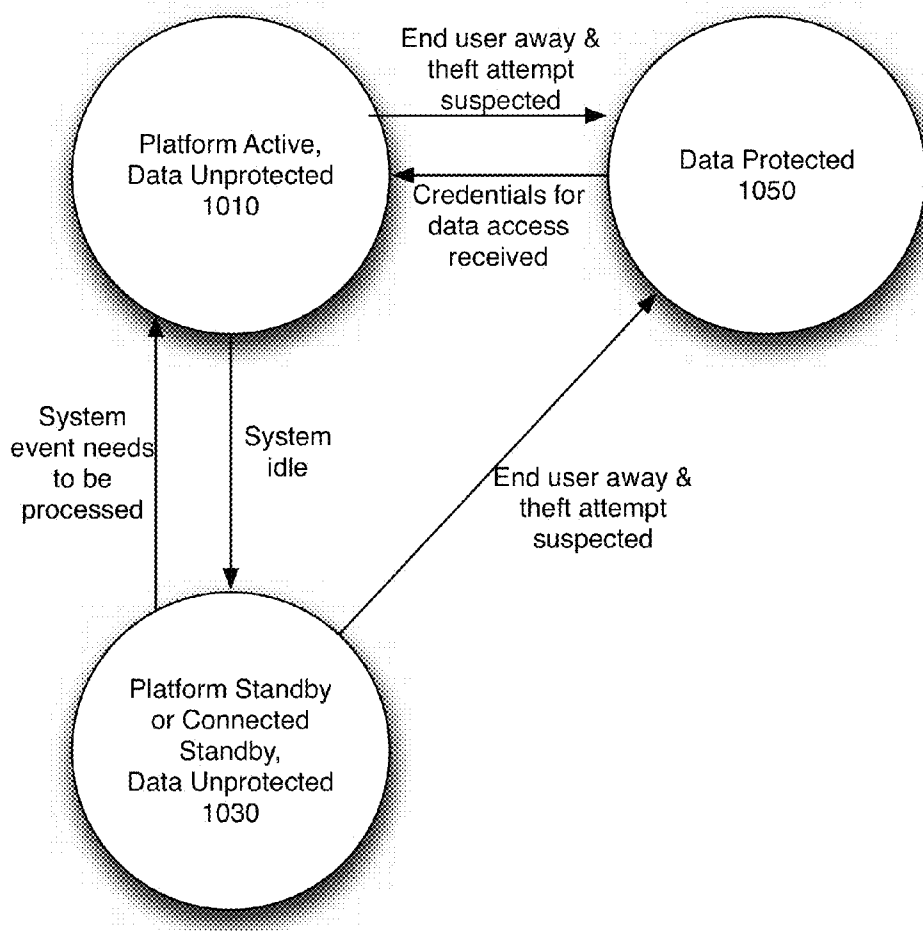 End user away &
theft attempt
suspected
Platform Active,
Data Unprotected
1010
Data Protected
1050
Credentials for
data access
received
System
event needs
to be
processed
System
idle
End user away &
theft attempt
suspected
Platform Standby
or Connected
Standby,
Data Unprotected
1030